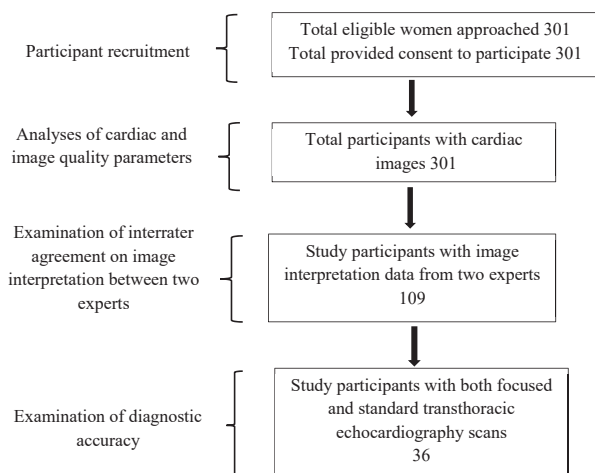 Participant recruitment
Total eligible women approached 301
Total provided consent to participate 301
Analyses of cardiac and
image quality parameters
Total participants with cardiac
images 301
Examination of interrater
agreement on image
interpretation between two
experts
Study participants with image
interpretation data from two experts
109
Examination of diagnostic
accuracy
Study participants with both focused
and standard transthoracic
echocardiography scans
36